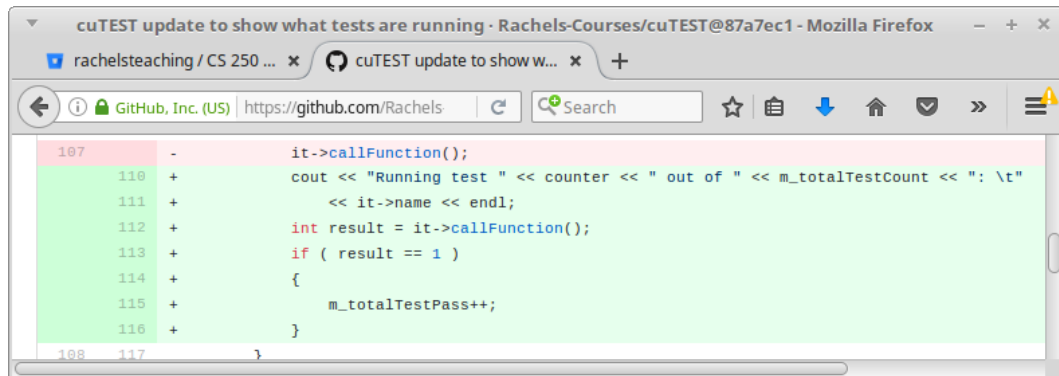 cuTEST update to show what tests are running · Rachels-Courses/cuTEST@87a7ec1 - Mozilla Firefox
rachelsteaching / CS 250 ... cuTEST update to show w...
GitHub, Inc. (US) https://github.com/Rachels Search
107 - it->callFunction();
110 + cout << "Running test " << counter << " out of " << m_totalTestCount << ": \t"
111 + << it->name << endl;
112 + int result = it->callFunction();
113 + if ( result == 1 )
114 + {
115 + m_totalTestPass++;
116 + }
108 117 }